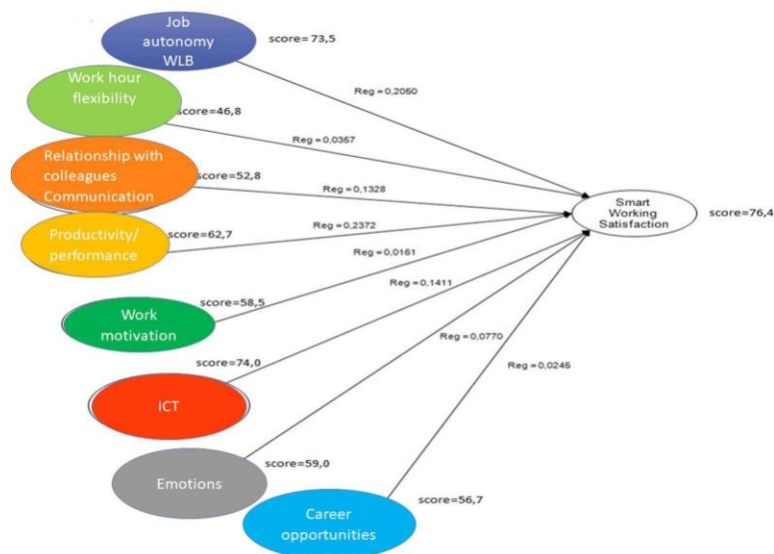 Job
autonomy
WLB
score=73,5
Work hour
flexibility
score=46,8
Reg =0,2050
Reg =0,0357
Relationship with
colleagues
Communication
score=52,8
Reg =0,1328
Smart
Working
Satisfaction
score=76,4
Productivity/
performance
score=62,7
Reg =0,2372
Reg =0,0161
Work
motivation
score=58,5
Reg =0,1411
score=74,0
ICT
Reg =0,0770
Reg =0,0245
Emotions
score=59,0
Career
opportunities
score=56,7